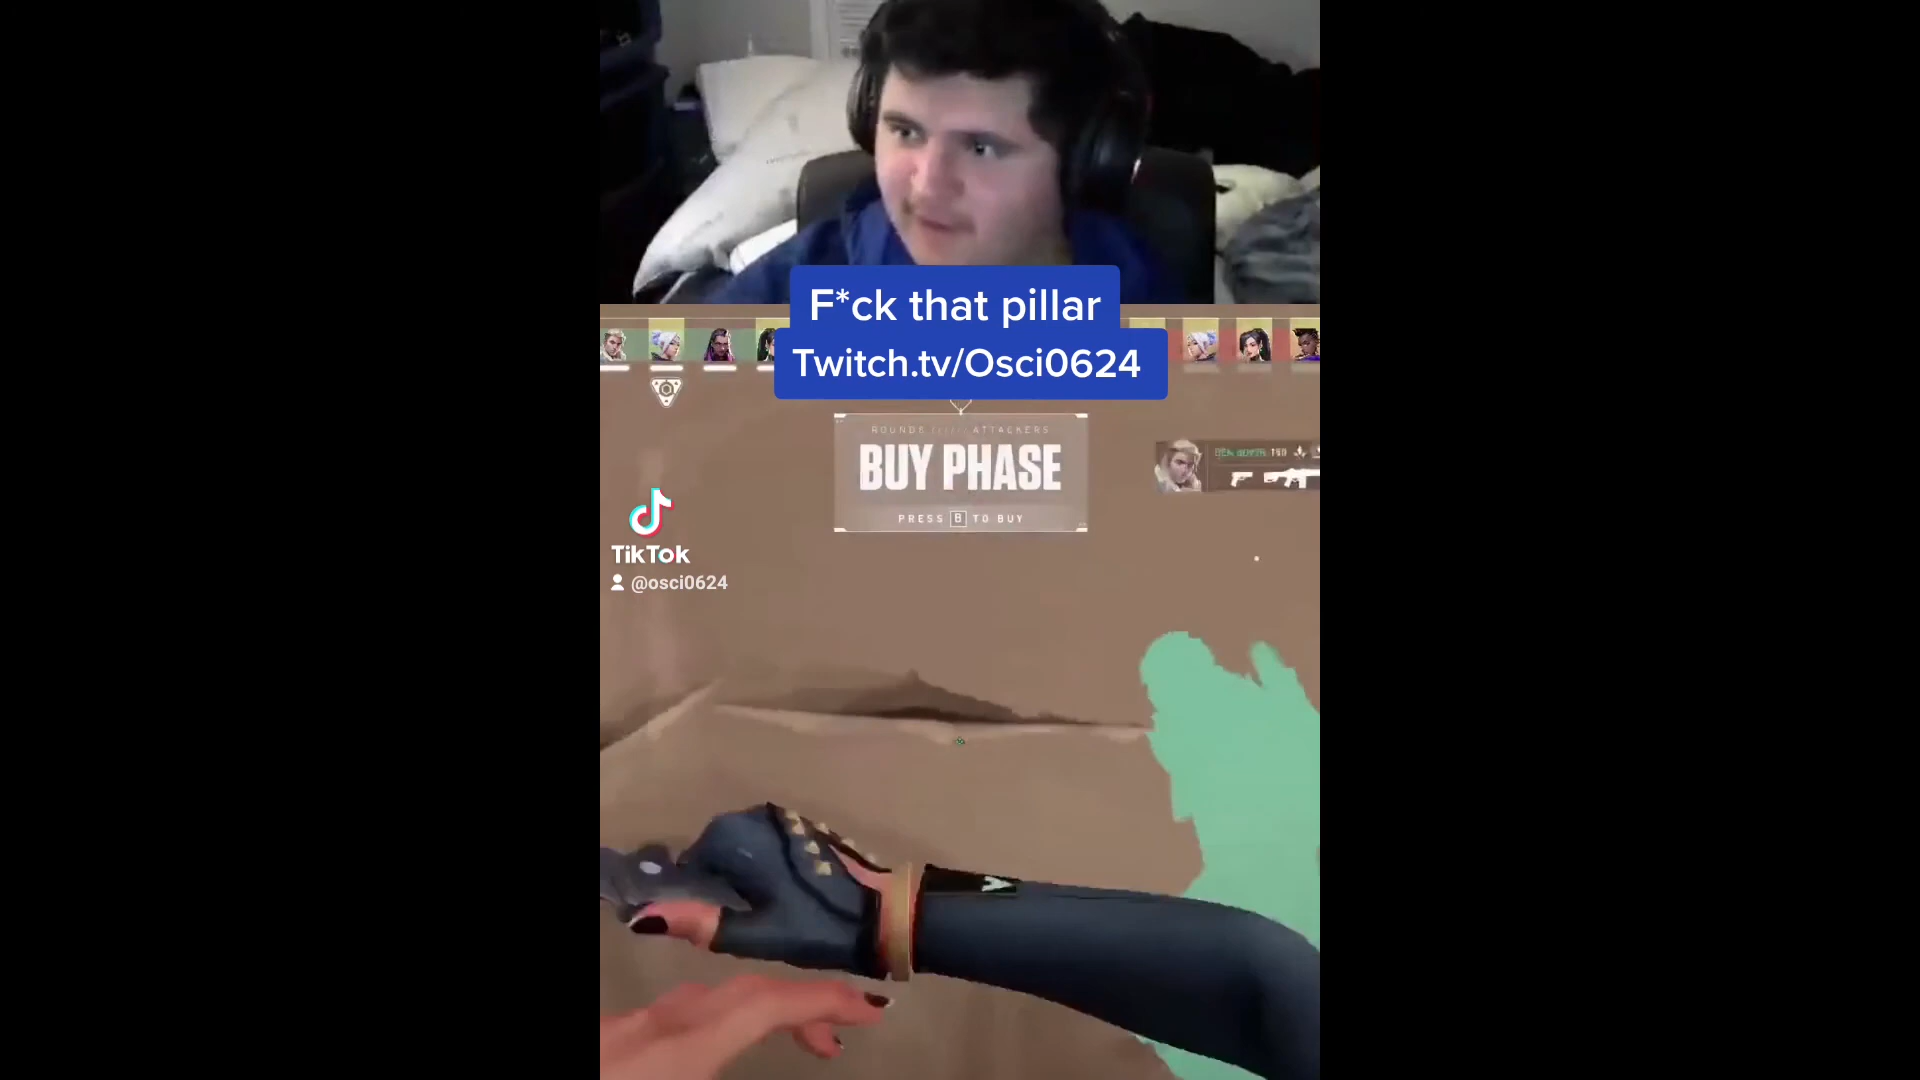 F*ck that pillar
Twitch.tv/Osci0624
ATTACKERS
BUY PHASE
PRESS B TO BUY
TikTok
@osci0624